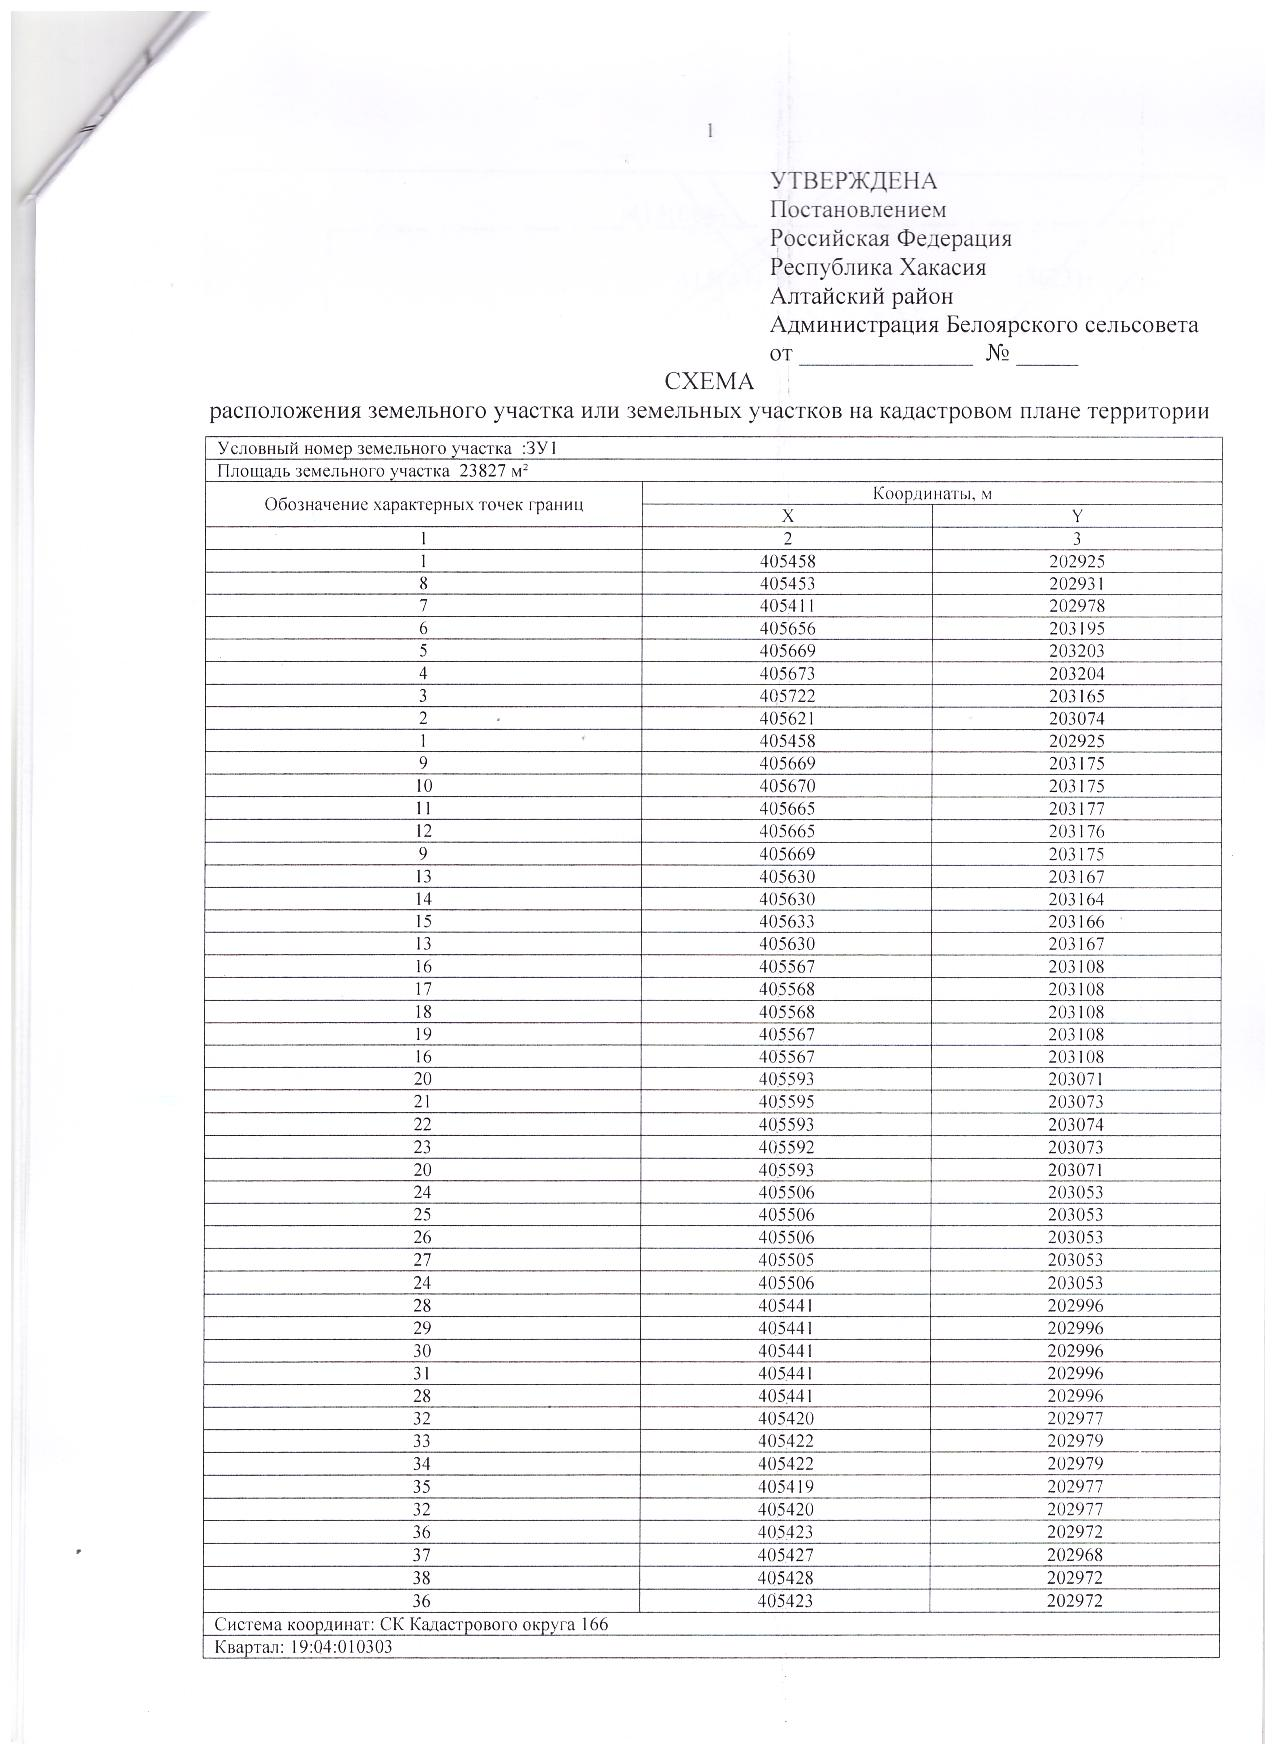 1
УТВЕРЖДЕНА
Постановлением
Российская Федерация
Республика Хакасия
Алтайский район
Администрация Белоярского сельсовета
от ______________ № _____
СХЕМА
расположения земельного участка или земельных участков на кадастровом плане территории
Условный номер земельного участка :ЗУ1
Площадь земельного участка 23827 м²
Обозначение характерных точек границ Координаты, м
X Y
1 2 3
1 405458 202925
8 405453 202931
7 405411 202978
6 405656 203195
5 405669 203203
4 405673 203204
3 405722 203165
2 405621 203074
1 405458 202925
9 405669 203175
10 405670 203175
11 405665 203177
12 405665 203176
9 405669 203175
13 405630 203167
14 405630 203164
15 405633 203166
13 405630 203167
16 405567 203108
17 405568 203108
18 405568 203108
19 405567 203108
16 405567 203108
20 405593 203071
21 405595 203073
22 405593 203074
23 405592 203073
20 405593 203071
24 405506 203053
25 405506 203053
26 405506 203053
27 405505 203053
24 405506 203053
28 405441 202996
29 405441 202996
30 405441 202996
31 405441 202996
28 405441 202996
32 405420 202977
33 405422 202979
34 405422 202979
35 405419 202977
32 405420 202977
36 405423 202972
37 405427 202968
38 405428 202972
36 405423 202972
Система координат: СК Кадастрового округа 166
Квартал: 19:04:010303